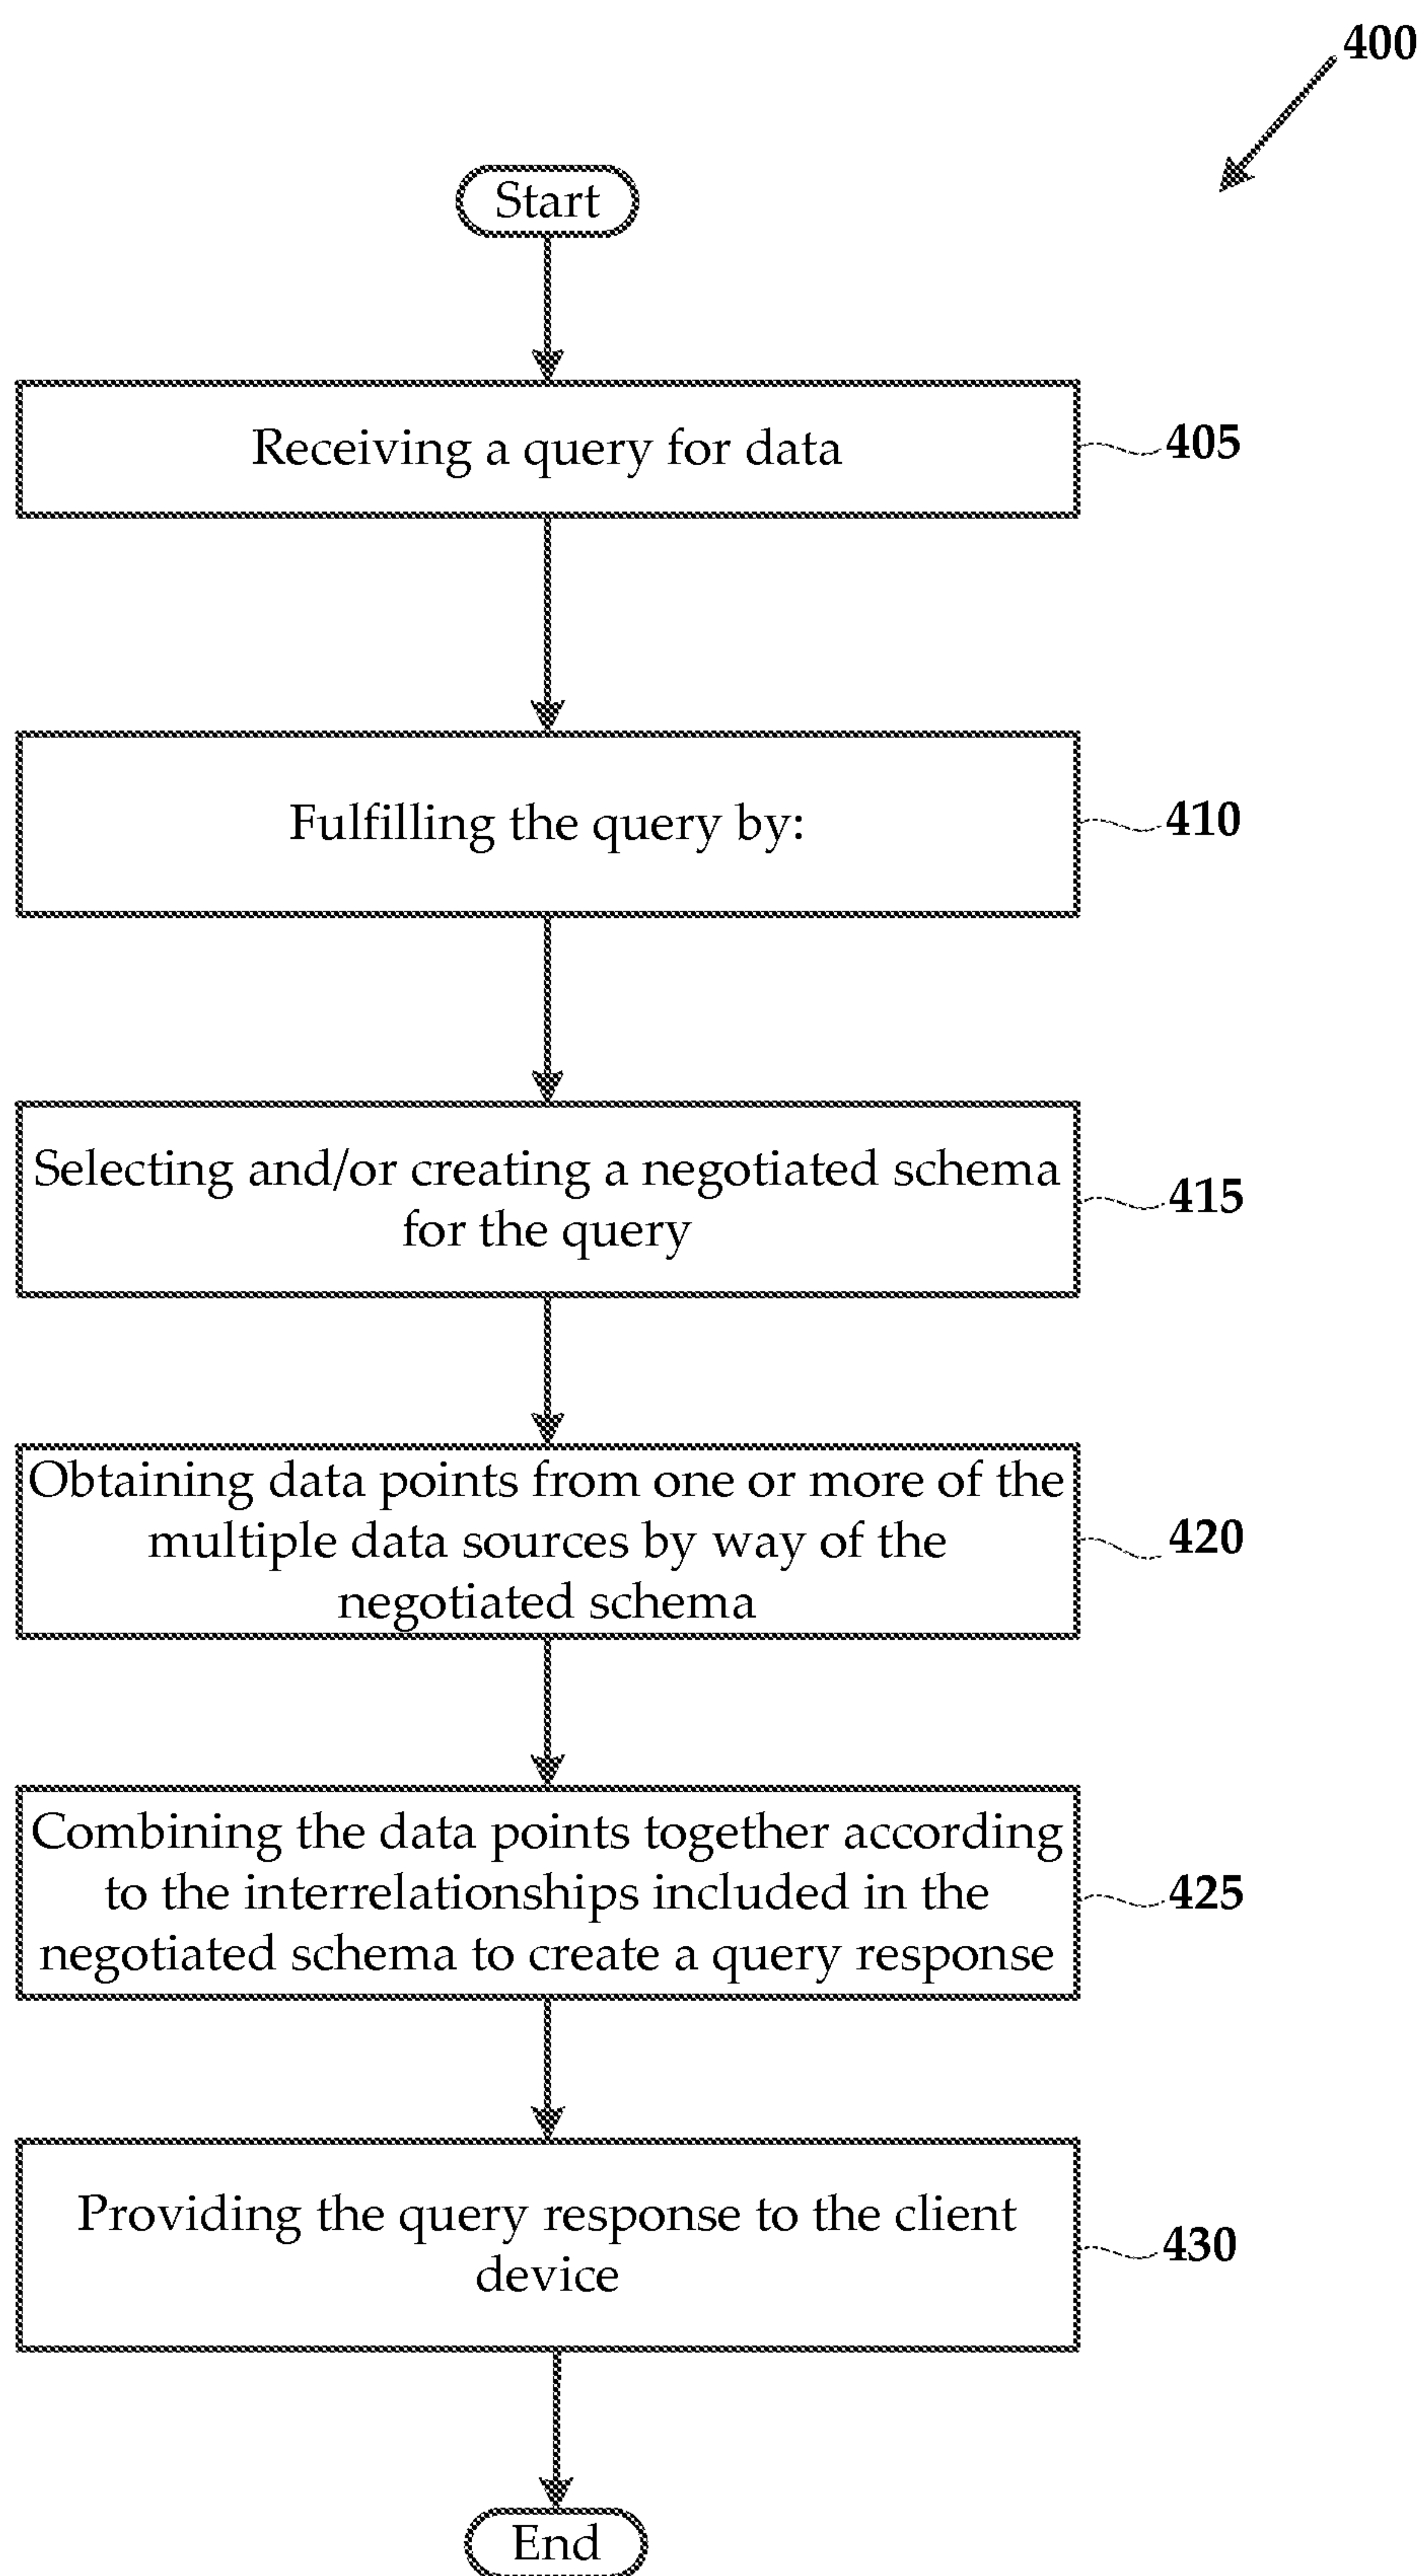 400
Start
Receiving a query for data
405
Fulfilling the query by:
410
Selecting and/or creating a negotiated schema
for the query
415
Obtaining data points from one or more of the
multiple data sources by way of the
negotiated schema
420
Combining the data points together according
to the interrelationships included in the
negotiated schema to create a query response
425
Providing the query response to the client
device
430
End